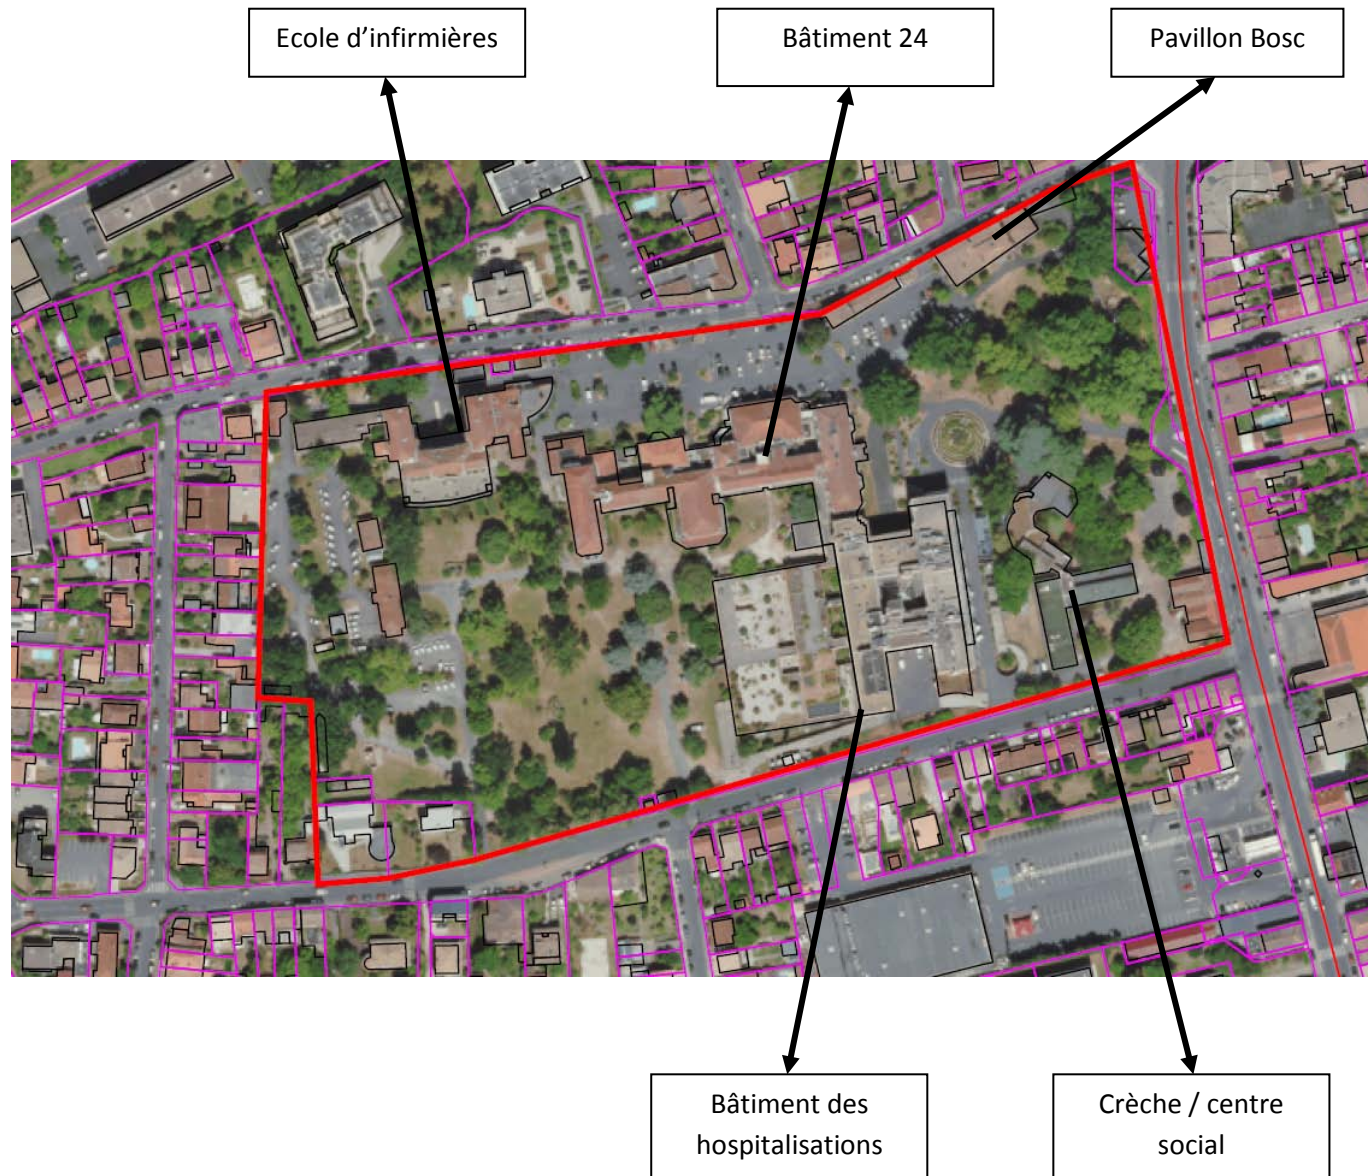 Ecole d'infirmières
Bâtiment 24
Pavillon Bosc
Bâtiment des
hospitalisations
Crèche / centre
social